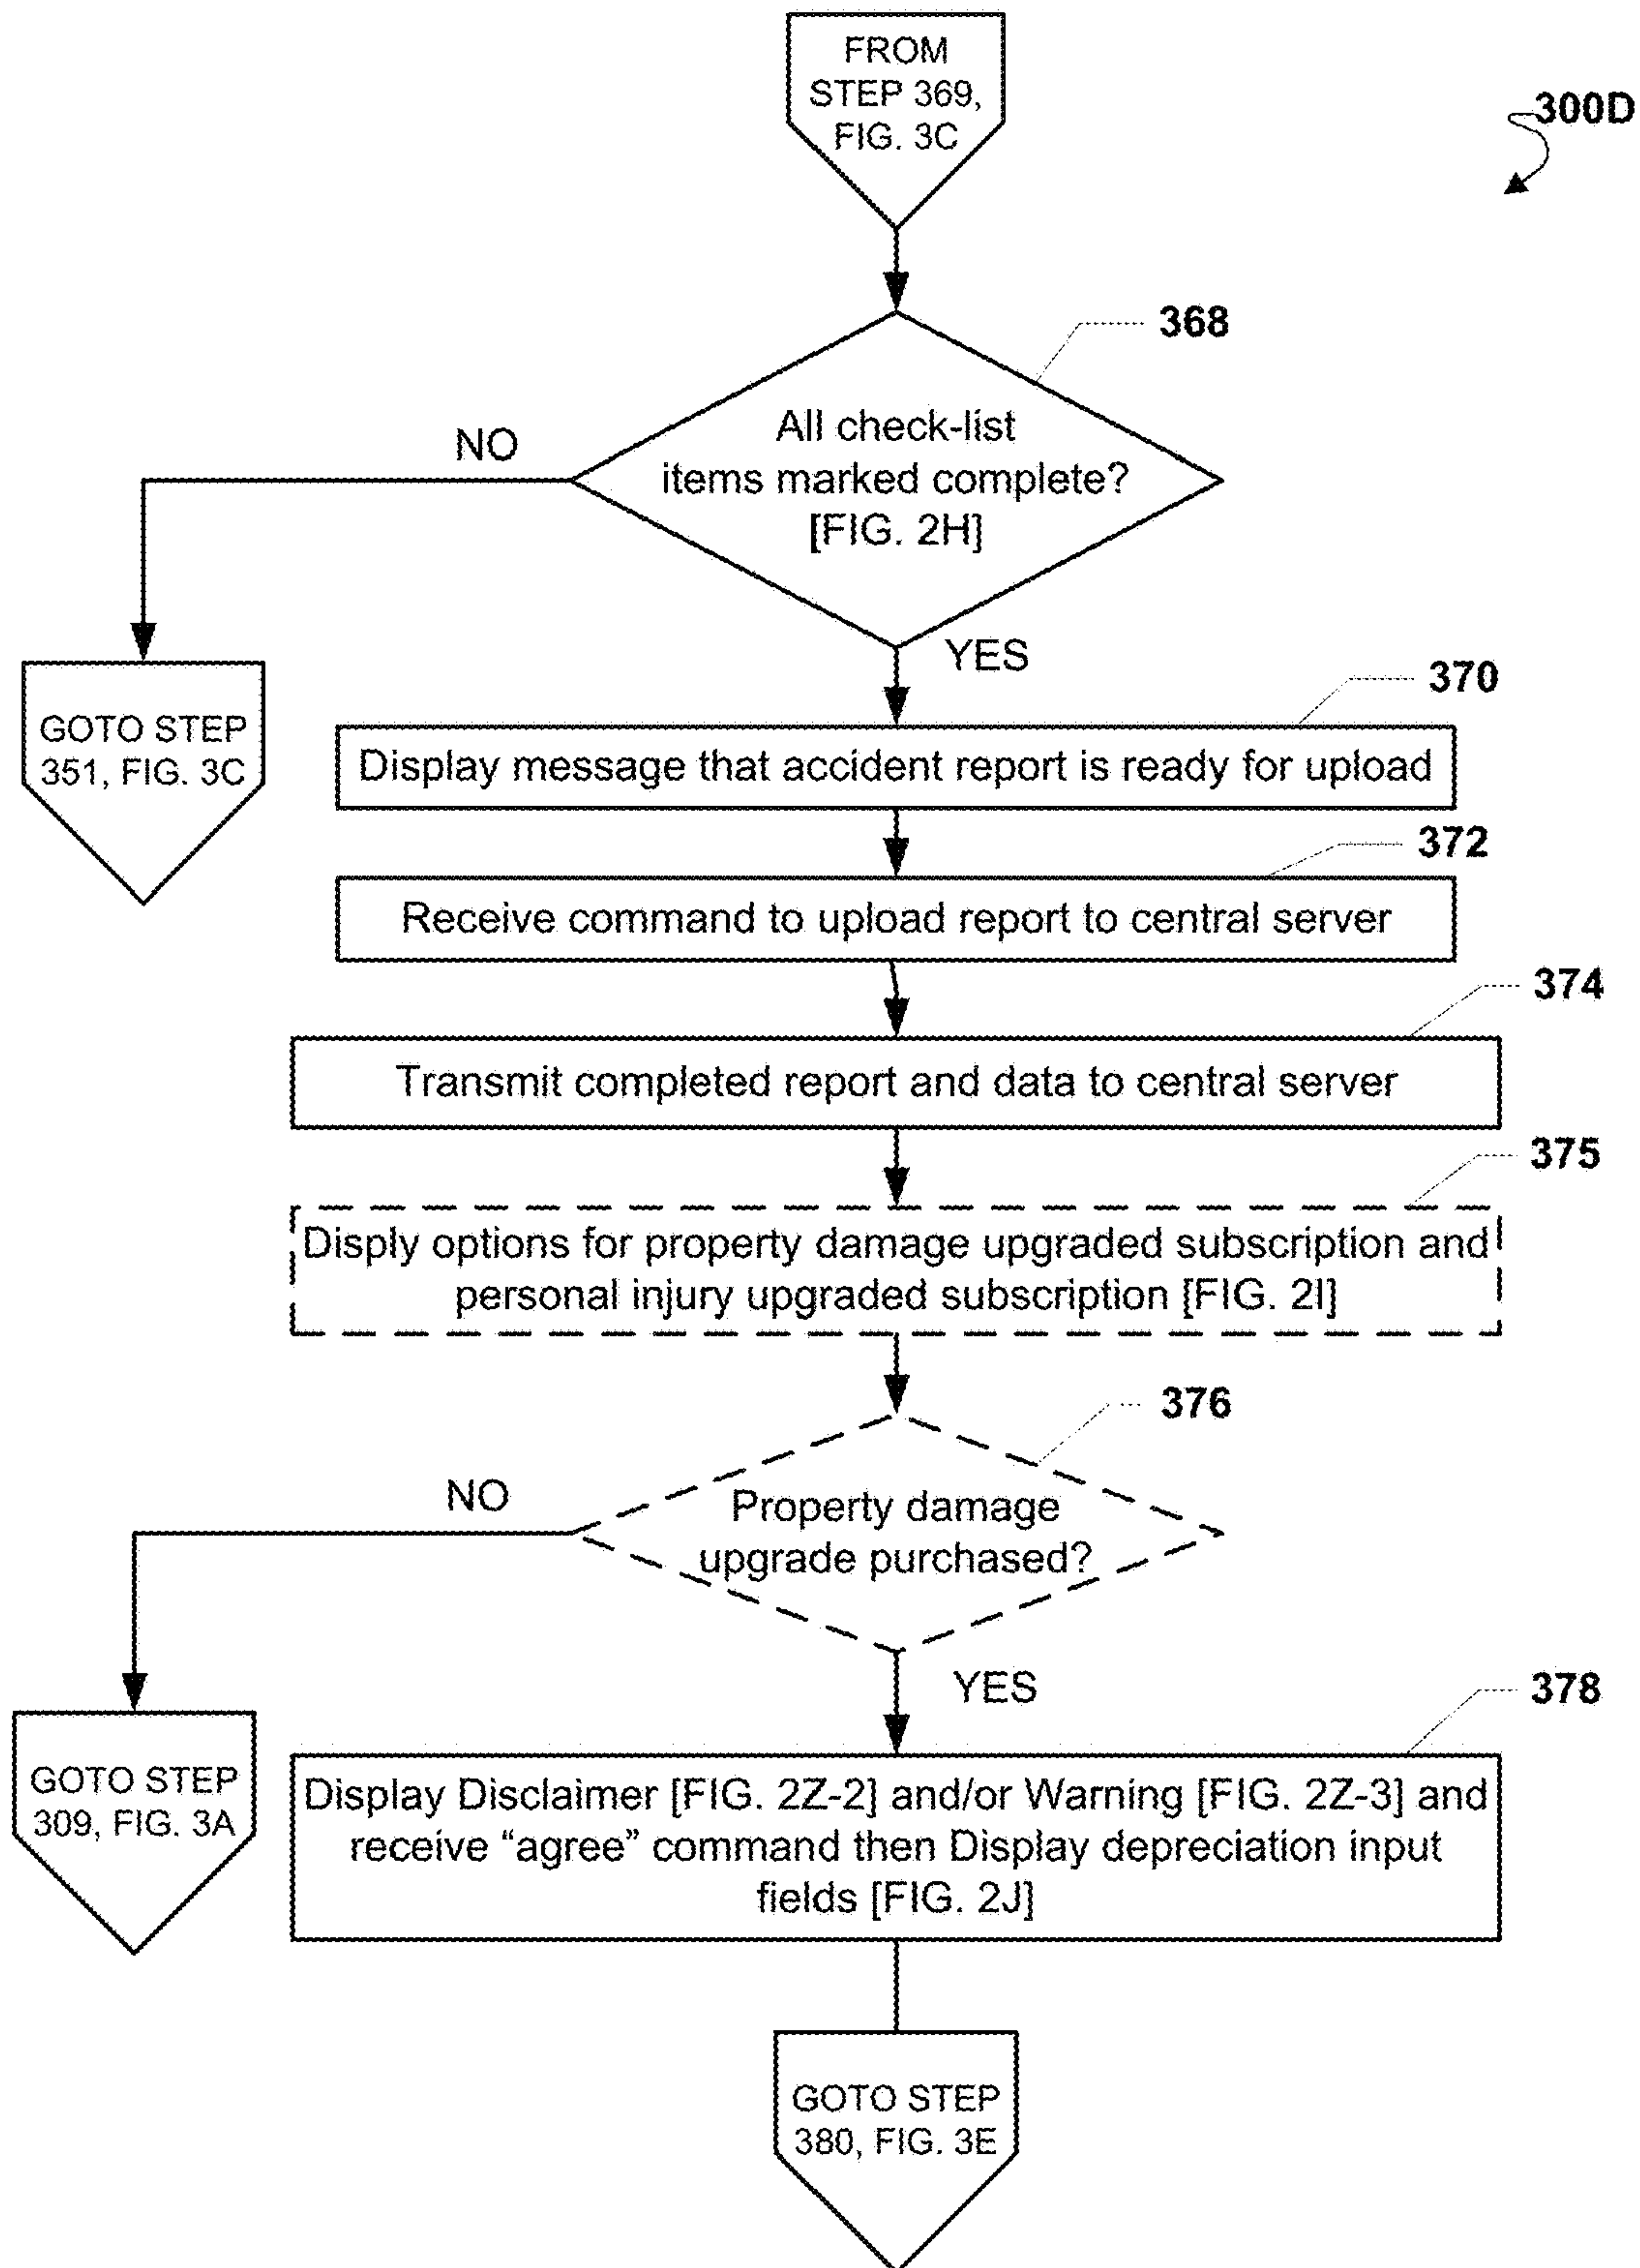 FROM
STEP 369,
FIG. 3C
300D
368
All check-list
items marked complete?
[FIG. 2H]
NO
YES
GOTO STEP
351, FIG. 3C
370
Display message that accident report is ready for upload
372
Receive command to upload report to central server
374
Transmit completed report and data to central server
375
Disply options for property damage upgraded subscription and
personal injury upgraded subscription [FIG. 2I]
376
Property damage
upgrade purchased?
NO
YES
GOTO STEP
309, FIG. 3A
378
Display Disclaimer [FIG. 2Z-2] and/or Warning [FIG. 2Z-3] and
receive “agree” command then Display depreciation input
fields [FIG. 2J]
GOTO STEP
380, FIG. 3E